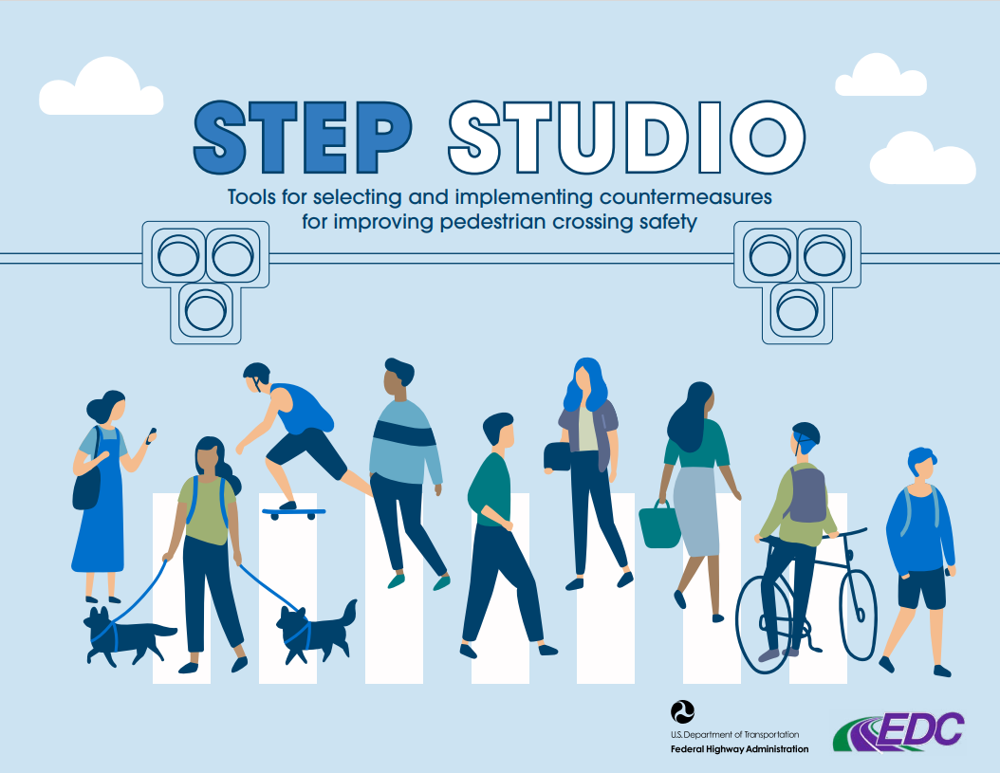 STEP STUDIO
Tools for selecting and implementing countermeasures
for improving pedestrian crossing safety
U.S. Department of Transportation
Federal Highway Administration
EDC